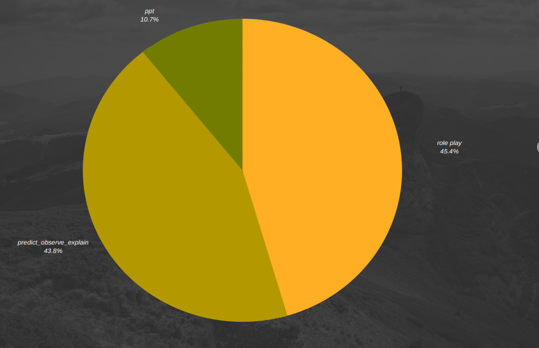 ppt
10.7%
role play
45.4%
predict_observe_explain
43.8%